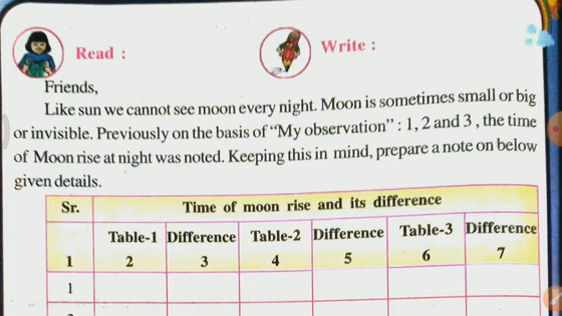 Read :
Write :
Friends,
Like sun we cannot see moon every night. Moon is sometimes small or big
or invisible. Previously on the basis of “My observation” : 1, 2 and 3 , the time
of Moon rise at night was noted. Keeping this in mind, prepare a note on below
given details.
Sr. Time of moon rise and its difference
Table-1 Difference Table-2 Difference Table-3 Difference
1 2 3 4 5 6 7
1